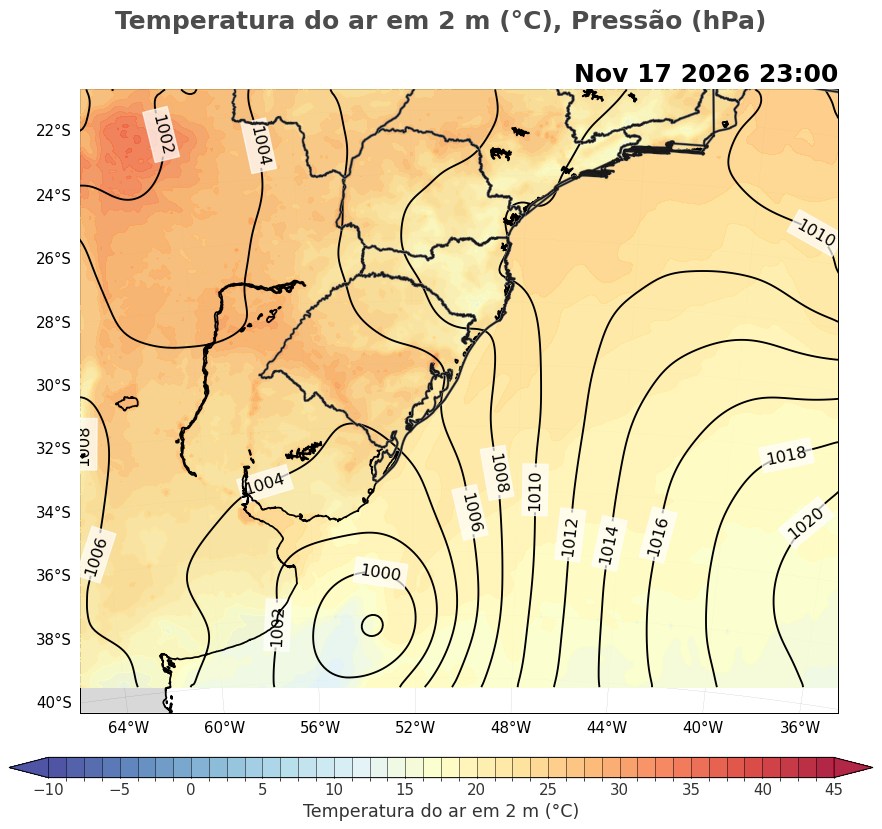 Temperatura do ar em 2 m (°C), Pressão (hPa)
Nov 17 2026 23:00
22°S
24°S
26°S
28°S
30°S
32°S
34°S
36°S
38°S
40°S
1002
1004
1010
1008
1004
1006
1008
1010
1012
1014
1016
1018
1020
1006
1000
1002
64°W
60°W
56°W
52°W
48°W
44°W
40°W
36°W
−10
−5
0
5
10
15
20
25
30
35
40
45
Temperatura do ar em 2 m (°C)